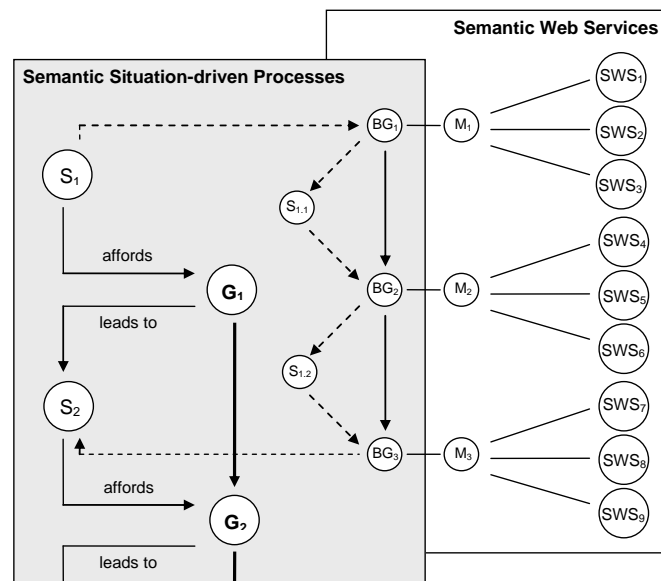 Semantic Web Services
Semantic Situation-driven Processes
SWS1
BG1
M1
SWS2
S1
SWS3
S1.1
SWS4
affords
G1
BG2
M2
SWS5
leads to
SWS6
S1.2
S2
SWS7
BG3
M3
SWS8
affords
SWS9
G2
leads to